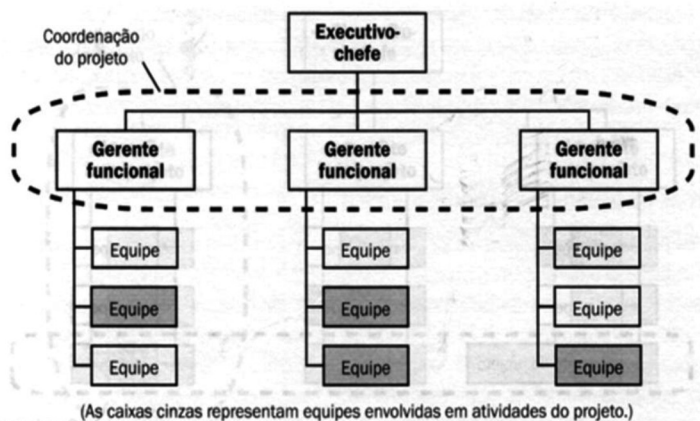 Coordenação
do projeto
Executivo-
chefe
Gerente
funcional
Gerente
funcional
Gerente
funcional
Equipe
Equipe
Equipe
Equipe
Equipe
Equipe
Equipe
Equipe
Equipe
(As caixas cinzas representam equipes envolvidas em atividades do projeto.)